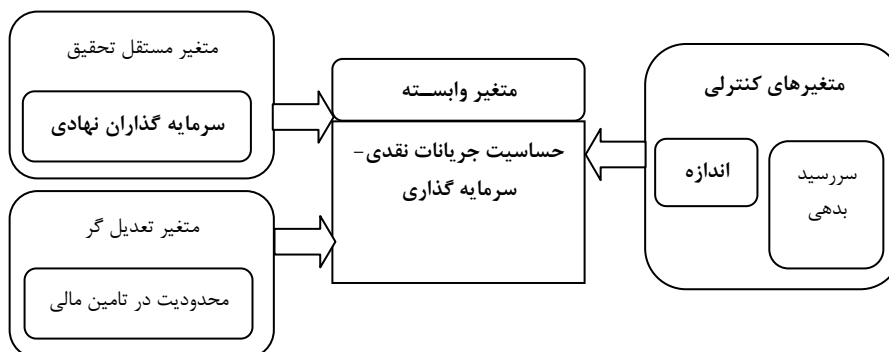 متغیرهای کنترلی
اندازه
سررسید
بدهی
متغیر وابســته
حساسیت جریانات نقدی-
سرمایه گذاری
متغیر مستقل تحقیق
سرمایه گذاران نهادی
متغیر تعدیل گر
محدودیت در تامین مالی